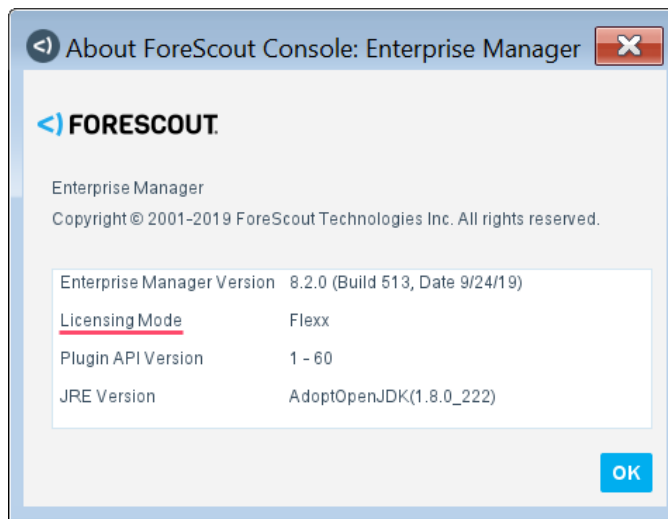 About ForeScout Console: Enterprise Manager
<) FORESCOUT.
Enterprise Manager
Copyright © 2001-2019 ForeScout Technologies Inc. All rights reserved.
Enterprise Manager Version 8.2.0 (Build 513, Date 9/24/19)
Licensing Mode Flexx
Plugin API Version 1 - 60
JRE Version AdoptOpenJDK(1.8.0_222)
OK